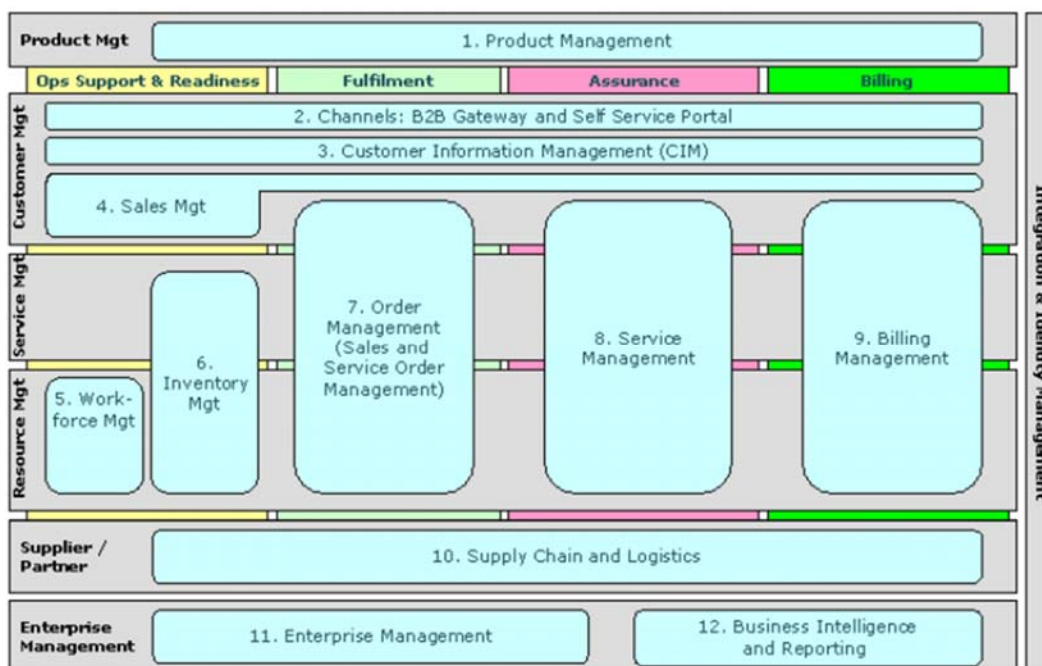 Product Mgt
1. Product Management
Ops Support & Readiness
Fulfilment
Assurance
Billing
Customer Mgt
2. Channels: B2B Gateway and Self Service Portal
3. Customer Information Management (CIM)
4. Sales Mgt
Service Mgt
Resource Mgt
5. Work-
force Mgt
6.
Inventory
Mgt
7. Order
Management
(Sales and
Service Order
Management)
8. Service
Management
9. Billing
Management
Supplier /
Partner
10. Supply Chain and Logistics
Enterprise
Management
11. Enterprise Management
12. Business Intelligence
and Reporting
Integration & Identity Management